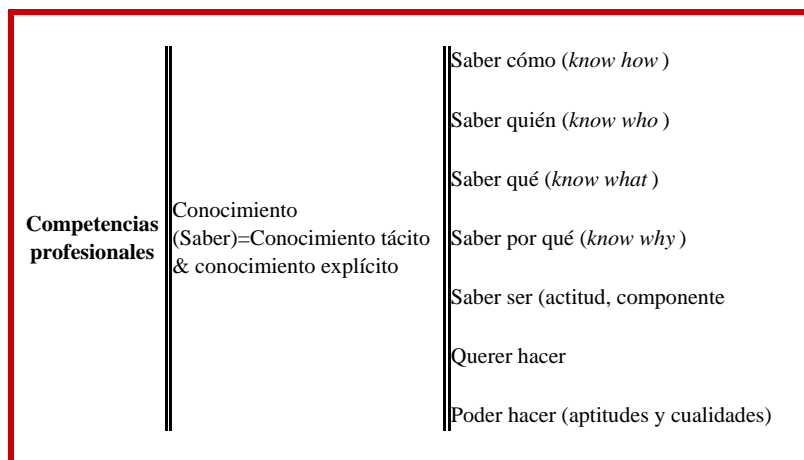 Competencias
profesionales
Conocimiento
(Saber)=Conocimiento tácito
& conocimiento explícito
Saber cómo (know how )
Saber quién (know who )
Saber qué (know what )
Saber por qué (know why )
Saber ser (actitud, componente
Querer hacer
Poder hacer (aptitudes y cualidades)